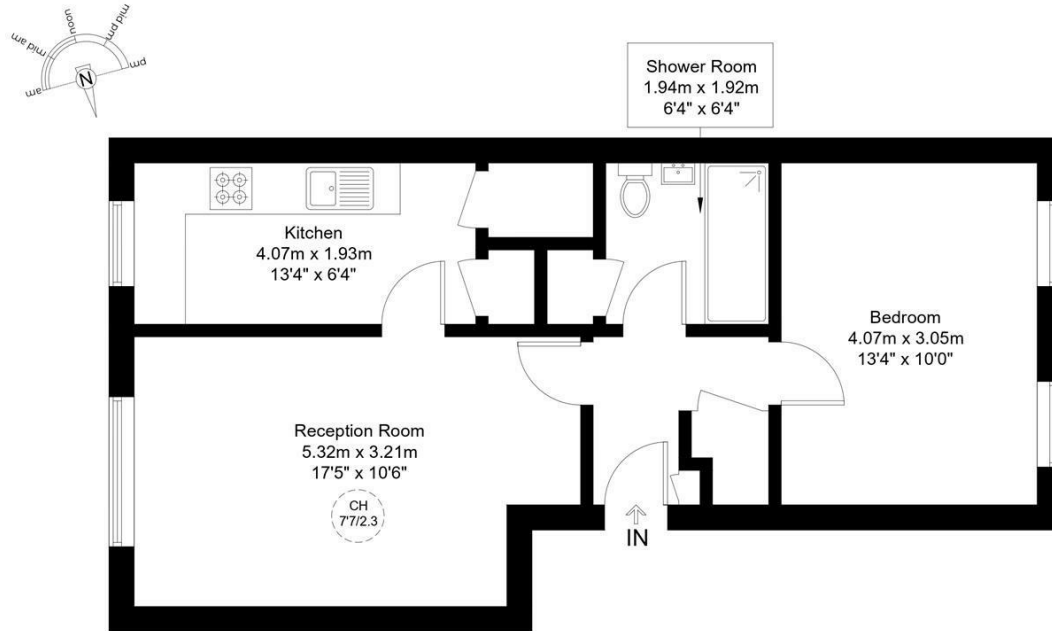 am
mid am
noon
mid pm
pm
N
Shower Room
1.94m x 1.92m
6'4" x 6'4"
Kitchen
4.07m x 1.93m
13'4" x 6'4"
Bedroom
4.07m x 3.05m
13'4" x 10'0"
Reception Room
5.32m x 3.21m
17'5" x 10'6"
CH
7'7/2.3
IN